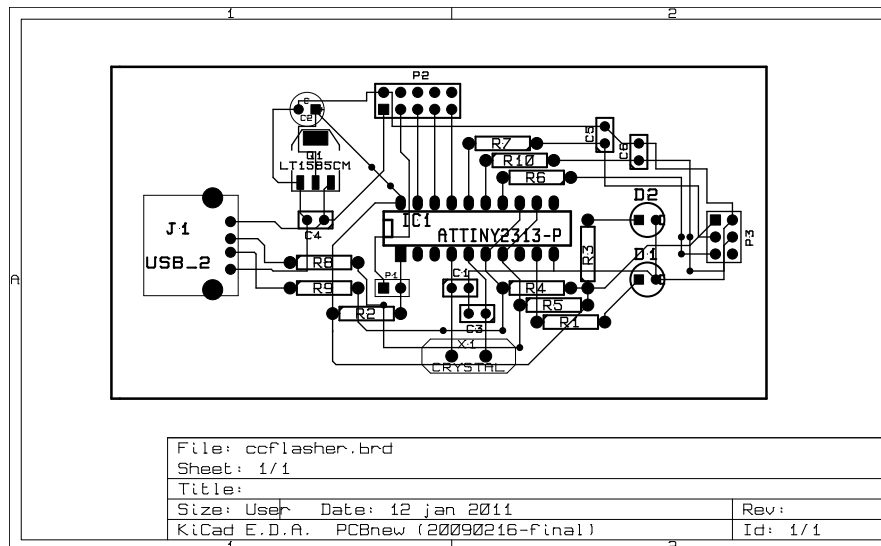 1 2
P2
C2
Q1
LT1585CM
C4
J1
USB_2
R8
R9
R2
P1
IC1
ATTINY2313-P
C1
C3
X1
CRYSTAL
R7
R10
R6
C5
C6
D2
D1
P3
R3
R4
R5
R1
A
File: ccflasher.brd
Sheet: 1/1
Title:
Size: User Date: 12 jan 2011 Rev:
KiCad E.D.A. PCBnew (20090216-final) Id: 1/1
1 2